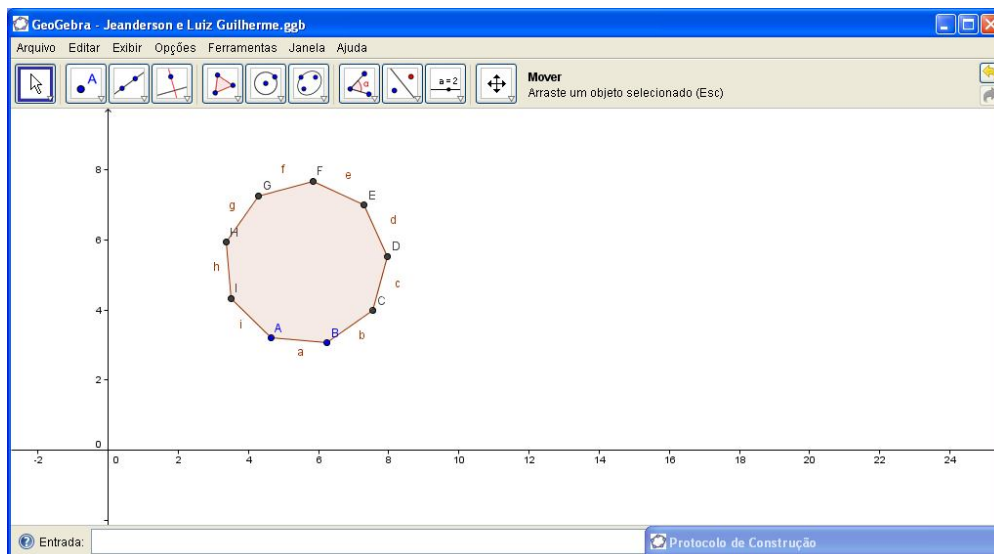 GeoGebra - Jeanderson e Luiz Guilherme.ggb
Arquivo Editar Exibir Opções Ferramentas Janela Ajuda
A
α
a = 2
Mover
Arraste um objeto selecionado (Esc)
8
6
4
2
0
-2 0 2 4 6 8 10 12 14 16 18 20 22 24
f F e
G E
g d
H D
h c
I C
i A B b
a
Entrada:
Protocolo de Construção